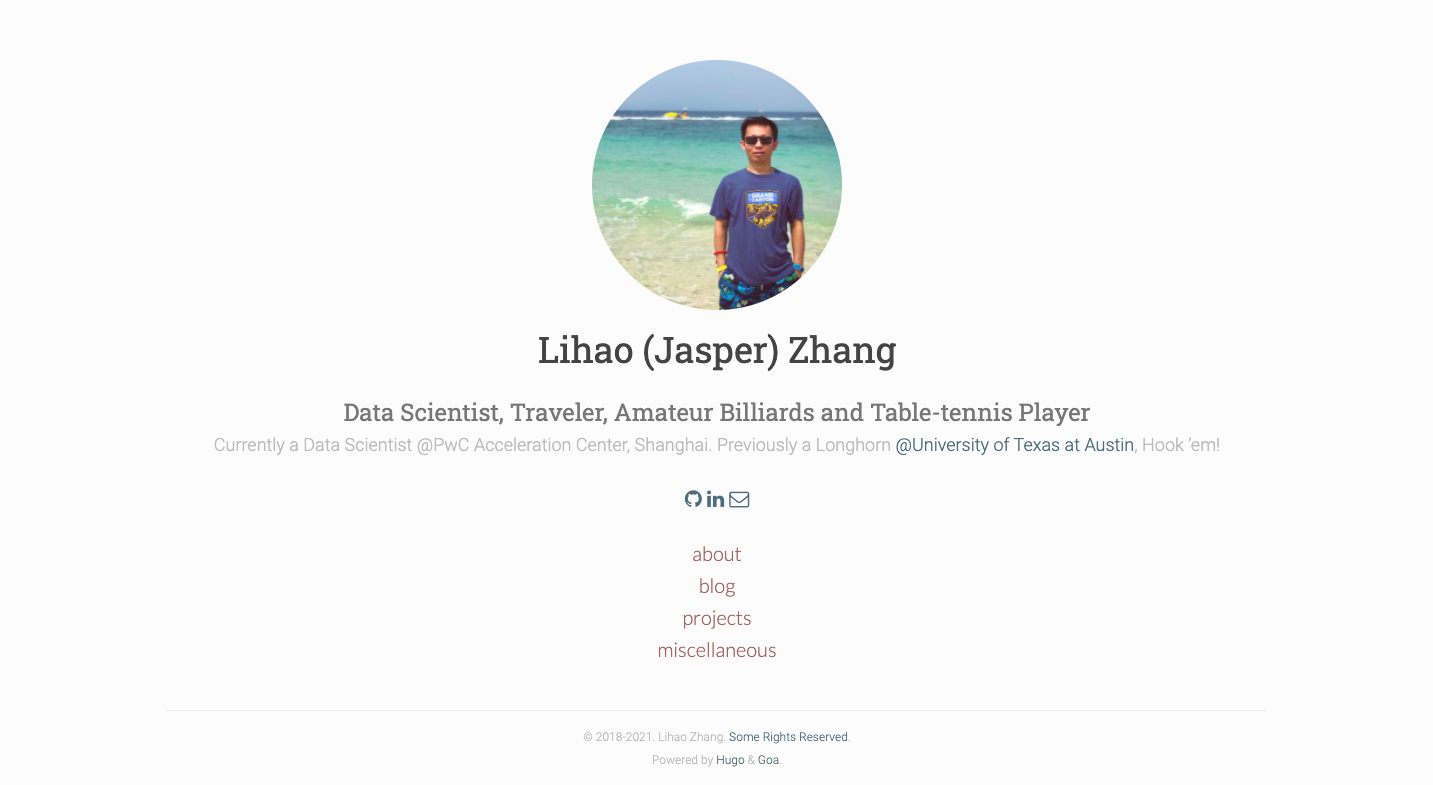 GRAND
CANYON
Lihao (Jasper) Zhang
Data Scientist, Traveler, Amateur Billiards and Table-tennis Player
Currently a Data Scientist @PwC Acceleration Center, Shanghai. Previously a Longhorn @University of Texas at Austin, Hook ’em!
about
blog
projects
miscellaneous
© 2018-2021. Lihao Zhang. Some Rights Reserved.
Powered by Hugo & Goa.